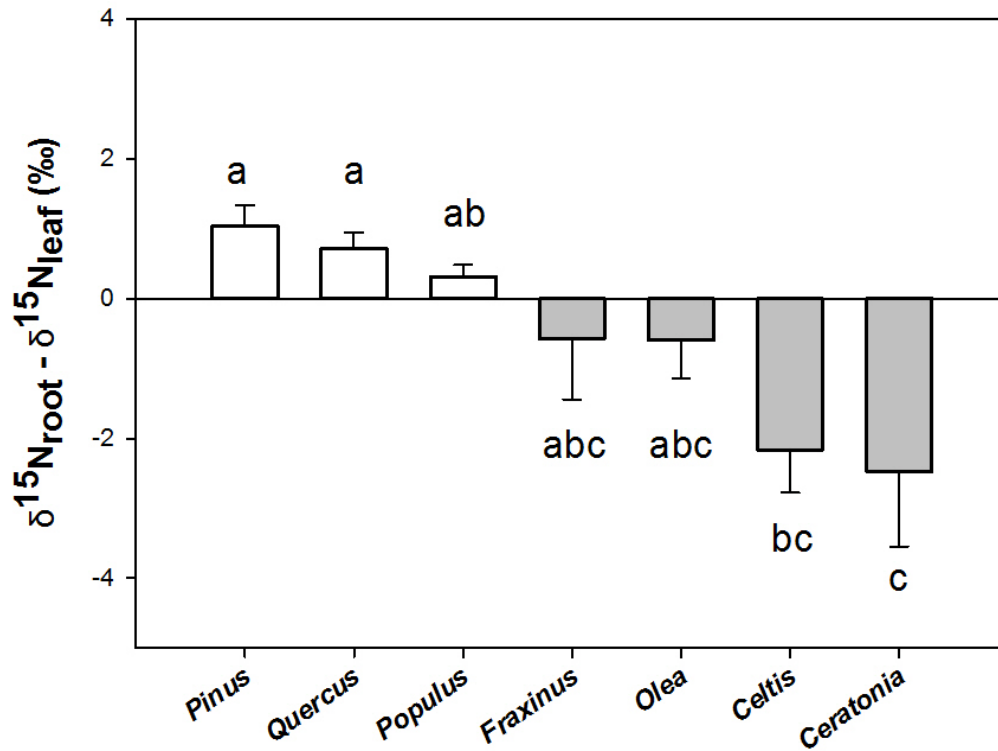 δ15Nroot - δ15Nleaf (‰)
4
2
0
-2
-4
a
a
ab
abc
abc
bc
c
Pinus
Quercus
Populus
Fraxinus
Olea
Celtis
Ceratonia